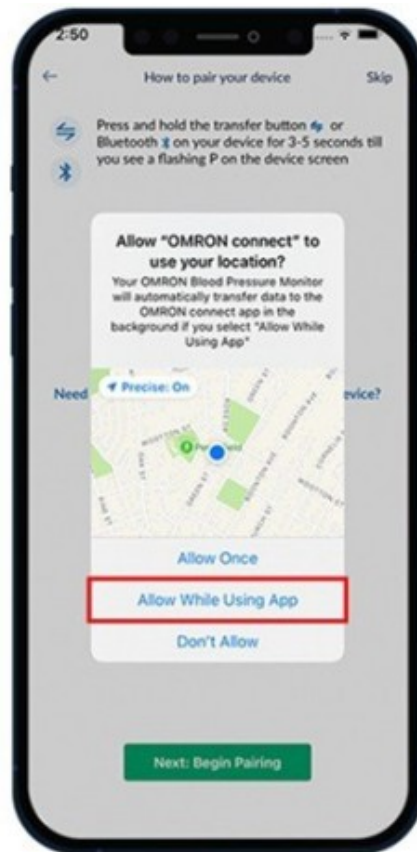 2:50
How to pair your device
Skip
Press and hold the transfer button or
Bluetooth on your device for 3-5 seconds till
you see a flashing P on the device screen
Allow "OMRON connect" to
use your location?
Your OMRON Blood Pressure Monitor
will automatically transfer data to the
OMRON connect app in the
background if you select "Allow While
Using App"
Need
evice?
Precise: On
GREEN ST
BOONTON AVE
Allow Once
Allow While Using App
Don't Allow
Next: Begin Pairing